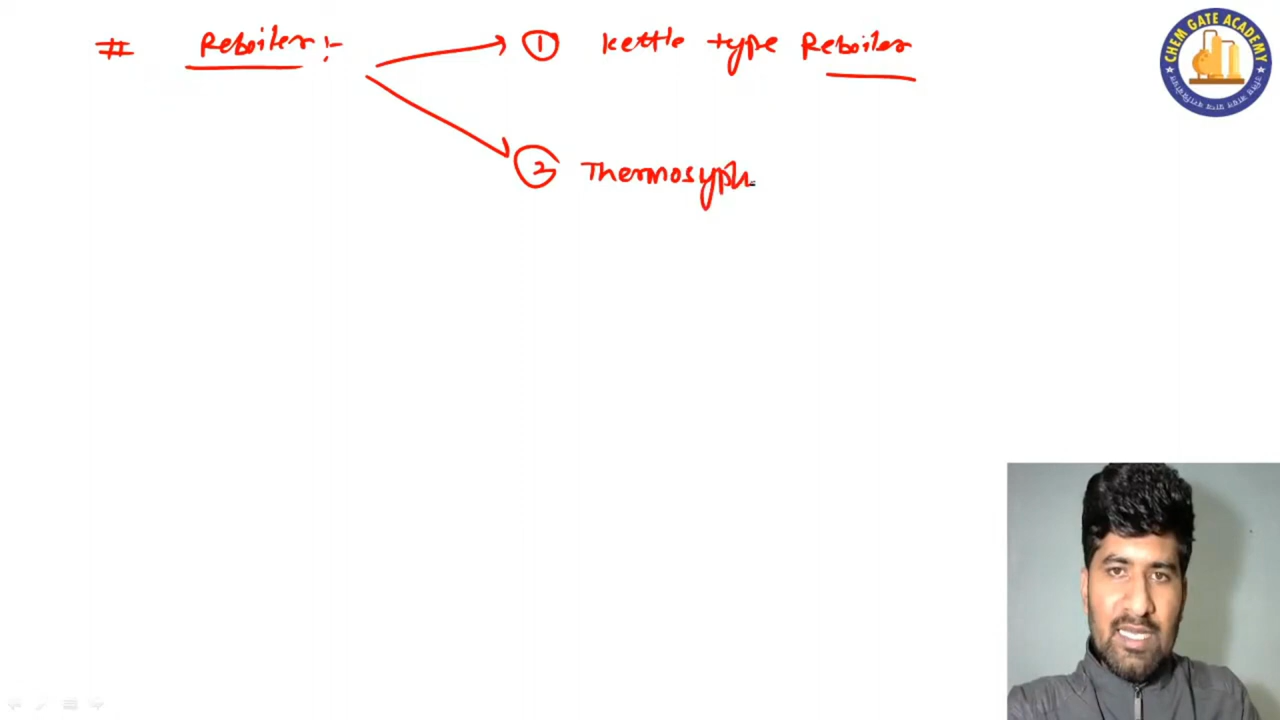 # Reboiler :-
① Kettle type Reboiler
② Thermosyph
CHEM GATE ACADEMY